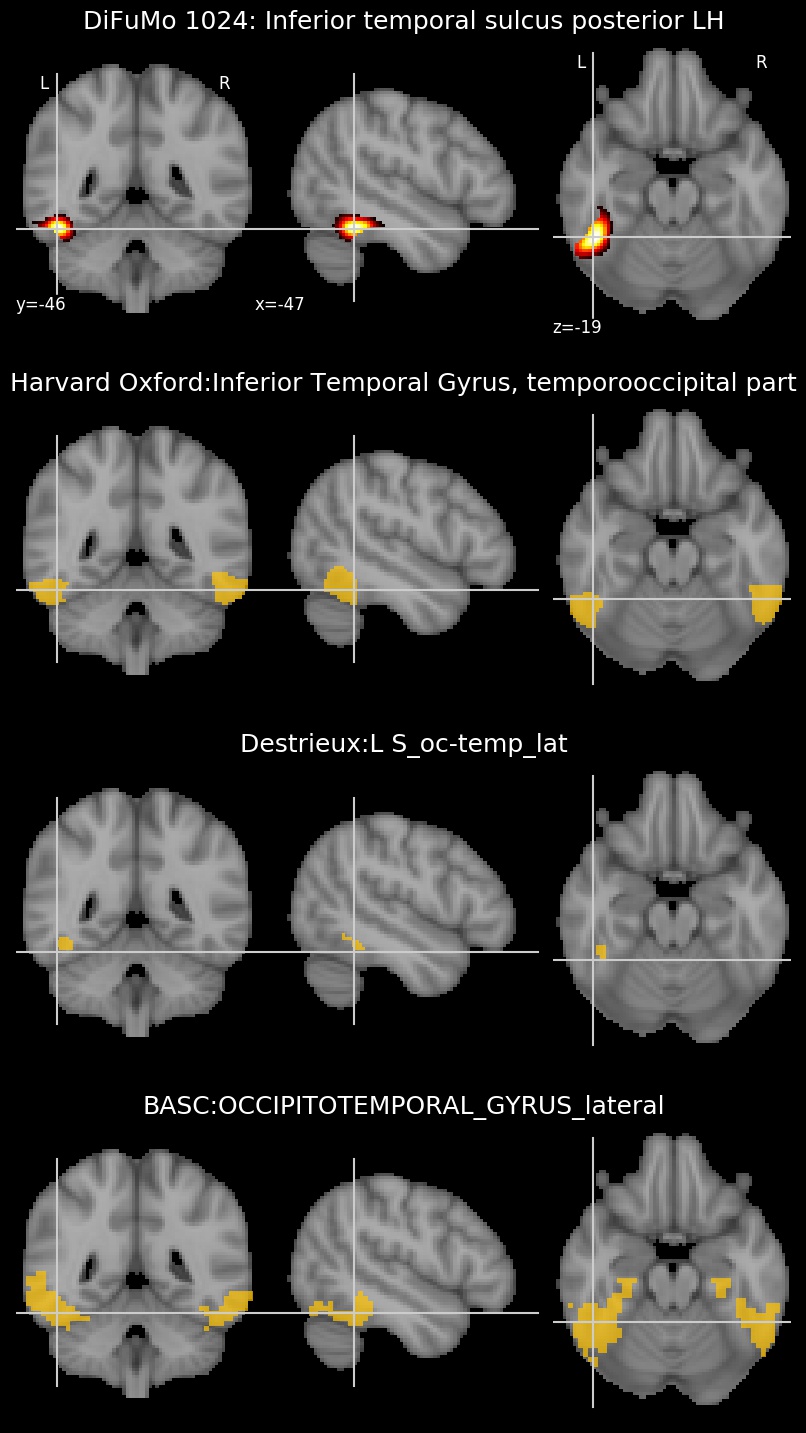 DiFuMo 1024: Inferior temporal sulcus posterior LH
L R L R
y=-46 x=-47
z=-19
Harvard Oxford:Inferior Temporal Gyrus, temporooccipital part
Destrieux:L S_oc-temp_lat
BASC:OCCIPITOTEMPORAL_GYRUS_lateral